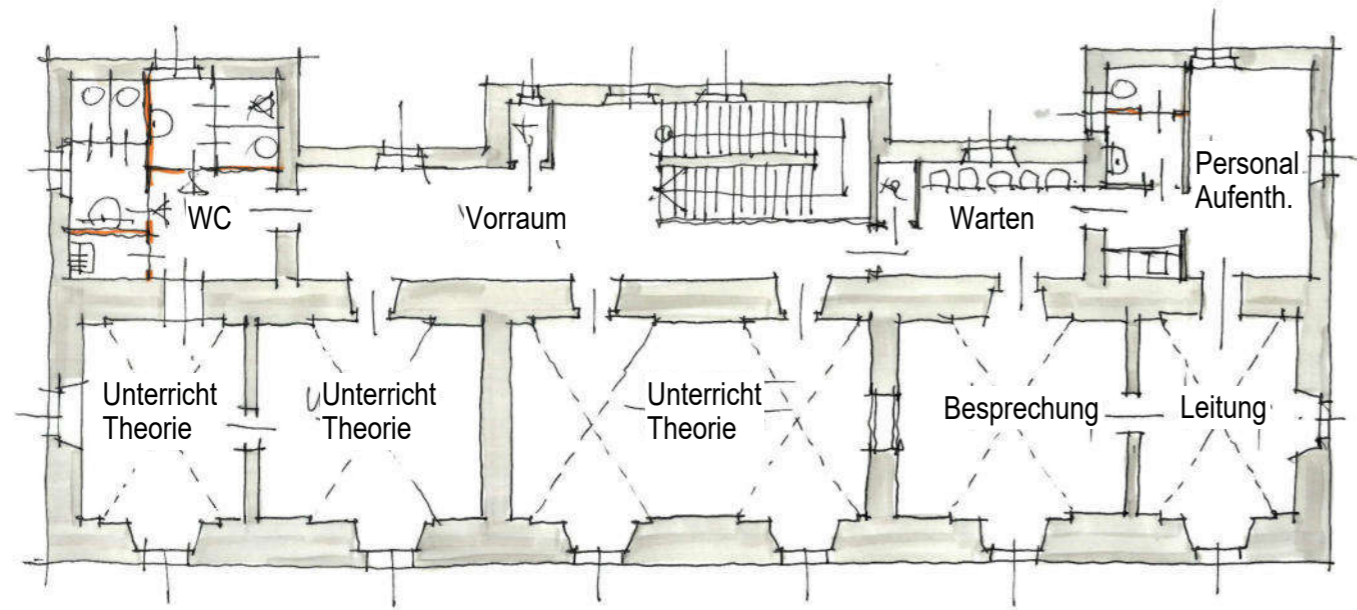 WC
Vorraum
Warten
Personal
Aufenth.
Unterricht
Theorie
Unterricht
Theorie
Unterricht
Theorie
Besprechung
Leitung